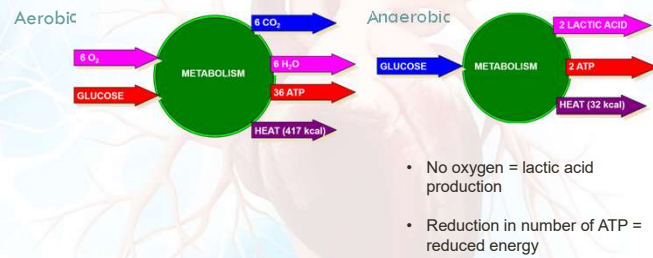 Aerobic
6 O₂
GLUCOSE
METABOLISM
6 CO₂
6 H₂O
36 ATP
HEAT (417 kcal)
Anaerobic
GLUCOSE
METABOLISM
2 LACTIC ACID
2 ATP
HEAT (32 kcal)
• No oxygen = lactic acid
production
• Reduction in number of ATP =
reduced energy